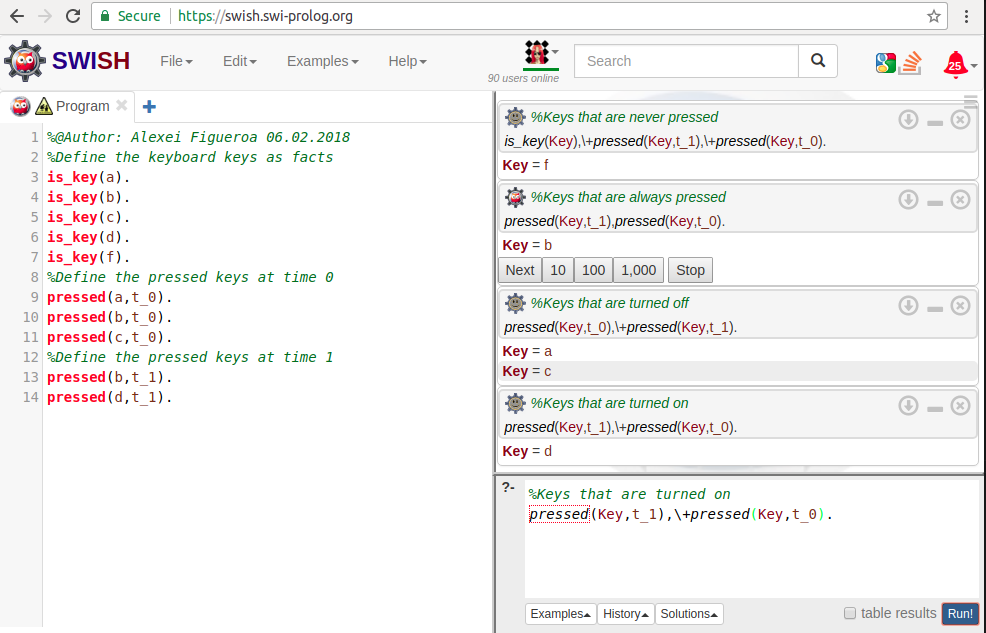 Secure https://swish.swi-prolog.org
SWISH File Edit Examples Help 90 users online Search 25
Program
1 %@Author: Alexei Figueroa 06.02.2018
2 %Define the keyboard keys as facts
3 is_key(a).
4 is_key(b).
5 is_key(c).
6 is_key(d).
7 is_key(f).
8 %Define the pressed keys at time 0
9 pressed(a,t_0).
10 pressed(b,t_0).
11 pressed(c,t_0).
12 %Define the pressed keys at time 1
13 pressed(b,t_1).
14 pressed(d,t_1).
%Keys that are never pressed
is_key(Key),\+pressed(Key,t_1),\+pressed(Key,t_0).
Key = f
%Keys that are always pressed
pressed(Key,t_1),pressed(Key,t_0).
Key = b
Next 10 100 1,000 Stop
%Keys that are turned off
pressed(Key,t_0),\+pressed(Key,t_1).
Key = a
Key = c
%Keys that are turned on
pressed(Key,t_1),\+pressed(Key,t_0).
Key = d
?- %Keys that are turned on
pressed(Key,t_1),\+pressed(Key,t_0).
Examples History Solutions table results Run!